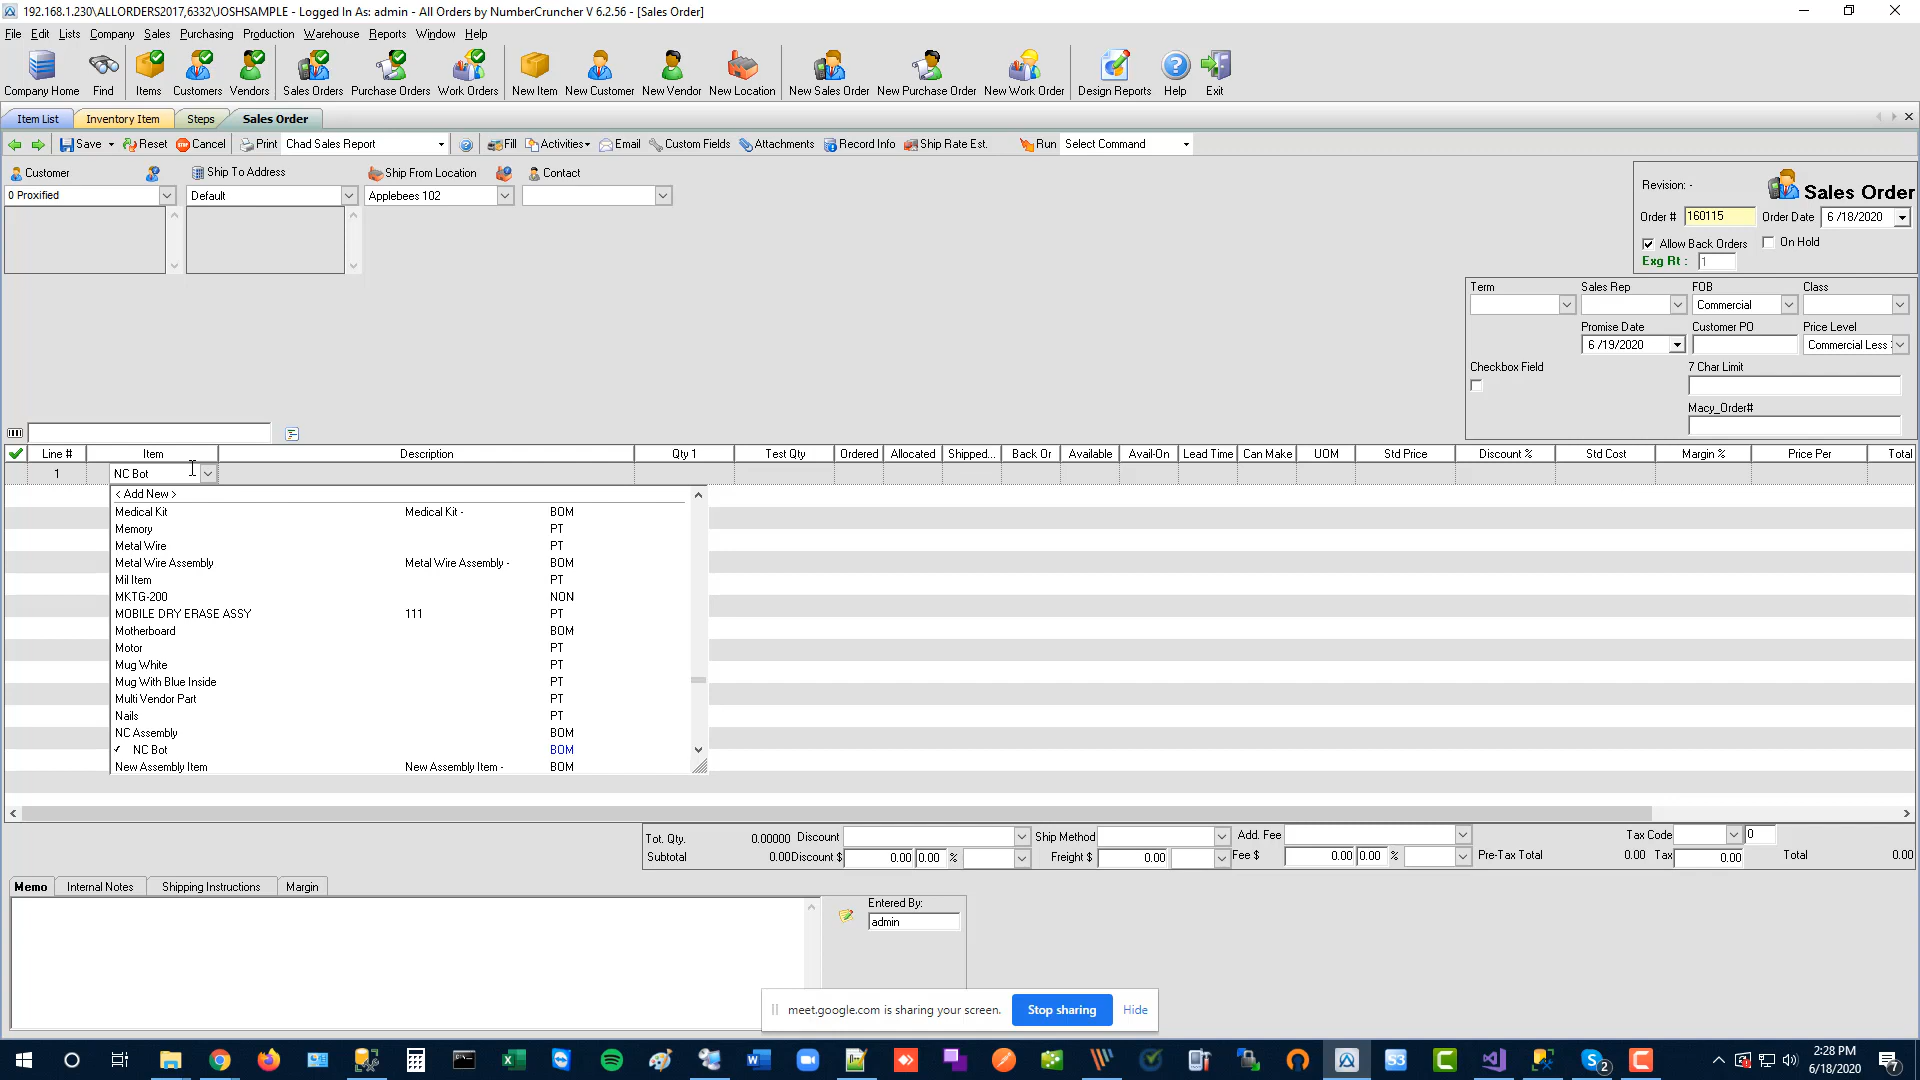 192.168.1.230\ALLORDERS2017,6332\JOSHSAMPLE - Logged In As: admin - All Orders by NumberCruncher V 6.2.56 - [Sales Order]
File Edit Lists Company Sales Purchasing Production Warehouse Reports Window Help
Company Home Find Items Customers Vendors Sales Orders Purchase Orders Work Orders New Item New Customer New Vendor New Location New Sales Order New Purchase Order New Work Order Design Reports Help Exit
Item List Inventory Item Steps Sales Order
Save Reset Cancel Print Chad Sales Report Fill Activities Email Custom Fields Attachments Record Info Ship Rate Est. Run Select Command
Customer Ship To Address Ship From Location Contact
0 Proxified Default Applebees 102
Revision: - Sales Order
Order # 160115 Order Date 6 /18/2020
Allow Back Orders On Hold
Exg Rt : 1
Term Sales Rep FOB Class
Commercial
Promise Date Customer PO Price Level
6 /19/2020 Commercial Less
Checkbox Field 7 Char Limit
Macy_Order#
Line # Item Description Qty 1 Test Qty Ordered Allocated Shipped... Back Or Available Avail-On Lead Time Can Make UOM Std Price Discount % Std Cost Margin % Price Per Total
1 NC Bot
< Add New >
Medical Kit Medical Kit - BOM
Memory PT
Metal Wire PT
Metal Wire Assembly Metal Wire Assembly - BOM
Mil Item PT
MKTG-200 NON
MOBILE DRY ERASE ASSY 111 PT
Motherboard BOM
Motor PT
Mug White PT
Mug With Blue Inside PT
Multi Vendor Part PT
Nails PT
NC Assembly BOM
✓ NC Bot BOM
New Assembly Item New Assembly Item - BOM
Tot. Qty. 0.00000 Discount Ship Method Add. Fee Tax Code 0
Subtotal 0.00 Discount $ 0.00 0.00 % Freight $ 0.00 Fee $ 0.00 0.00 % Pre-Tax Total 0.00 Tax 0.00 Total 0.00
Memo Internal Notes Shipping Instructions Margin
Entered By:
admin
meet.google.com is sharing your screen. Stop sharing Hide
2:28 PM
6/18/2020